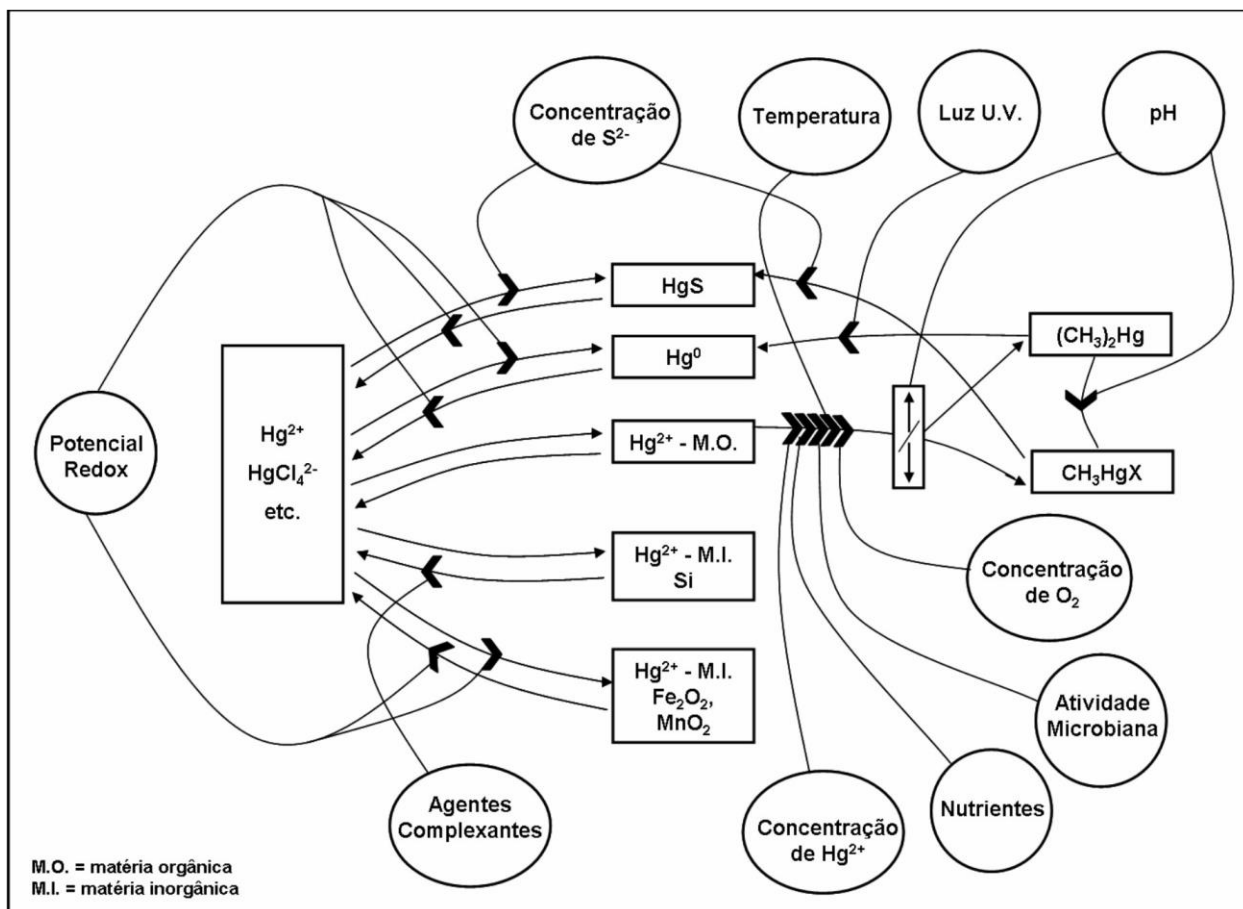 Concentração
de S²⁻
Temperatura
Luz U.V.
pH
HgS
Hg⁰
(CH₃)₂Hg
Potencial
Redox
Hg²⁺
HgCl₄²⁻
etc.
Hg²⁺ - M.O.
CH₃HgX
Hg²⁺ - M.I.
Si
Concentração
de O₂
Hg²⁺ - M.I.
Fe₂O₂,
MnO₂
Atividade
Microbiana
Agentes
Complexantes
Concentração
de Hg²⁺
Nutrientes
M.O. = matéria orgânica
M.I. = matéria inorgânica